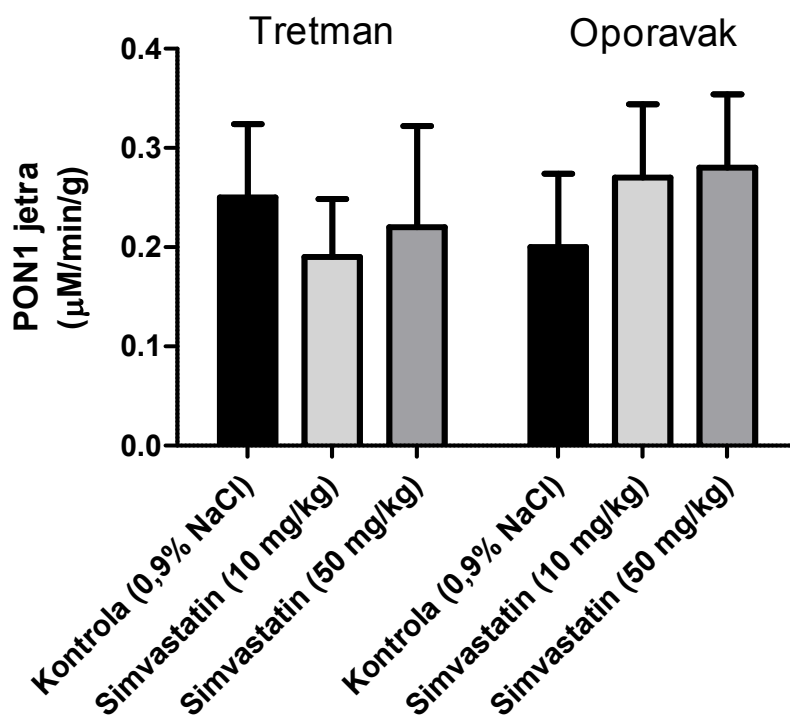 Tretman
Oporavak
PON1 jetra
(μM/min/g)
0.4
0.3
0.2
0.1
0.0
Kontrola (0,9% NaCl)
Simvastatin (10 mg/kg)
Simvastatin (50 mg/kg)
Kontrola (0,9% NaCl)
Simvastatin (10 mg/kg)
Simvastatin (50 mg/kg)